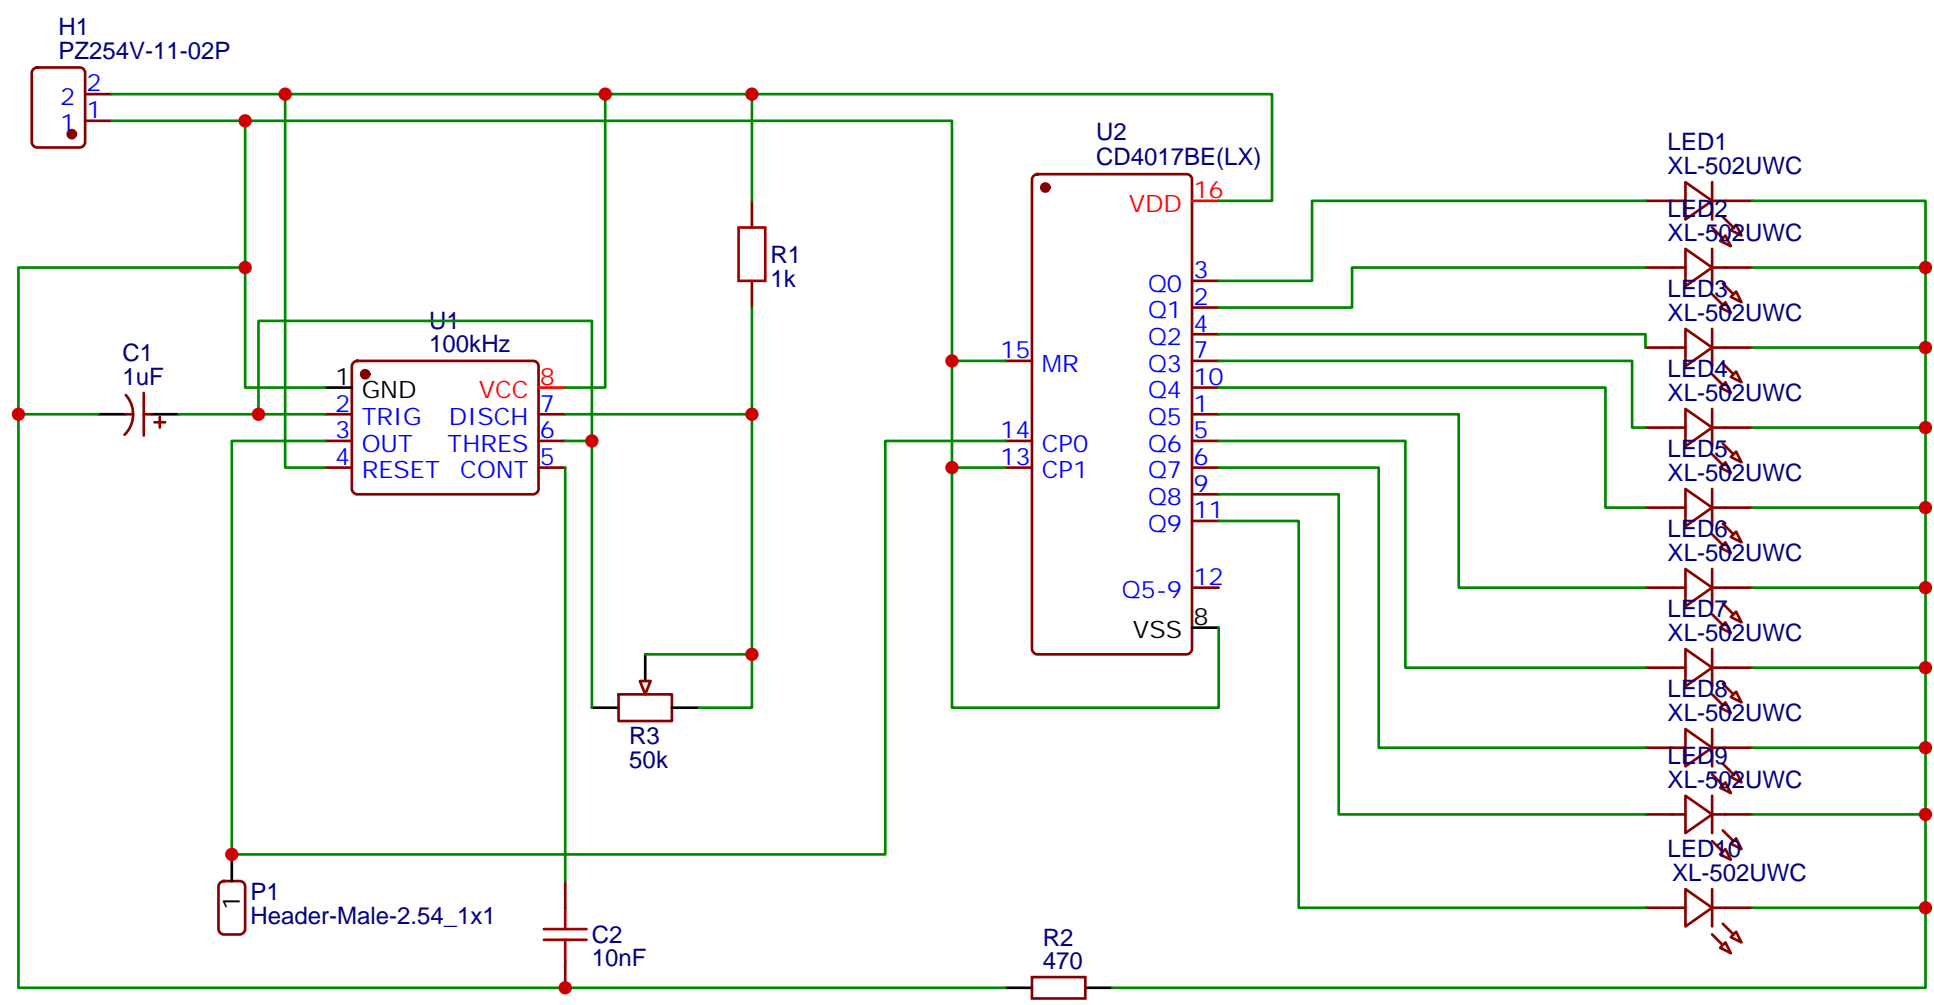 H1
PZ254V-11-02P
2
2
1
1
R1
1k
U1
100kHz
C1
1uF
1
GND
VCC
8
2
TRIG
DISCH
7
3
OUT
THRES
6
4
RESET
CONT
5
R3
50k
P1
Header-Male-2.54_1x1
1
C2
10nF
R2
470
U2
CD4017BE(LX)
VDD
16
Q0
3
Q1
2
Q2
4
15
MR
Q3
7
Q4
10
Q5
1
14
CP0
Q6
5
13
CP1
Q7
6
Q8
9
Q9
11
Q5-9
12
VSS
8
LED1
XL-502UWC
LED2
XL-502UWC
LED3
XL-502UWC
LED4
XL-502UWC
LED5
XL-502UWC
LED6
XL-502UWC
LED7
XL-502UWC
LED8
XL-502UWC
LED9
XL-502UWC
LED10
XL-502UWC